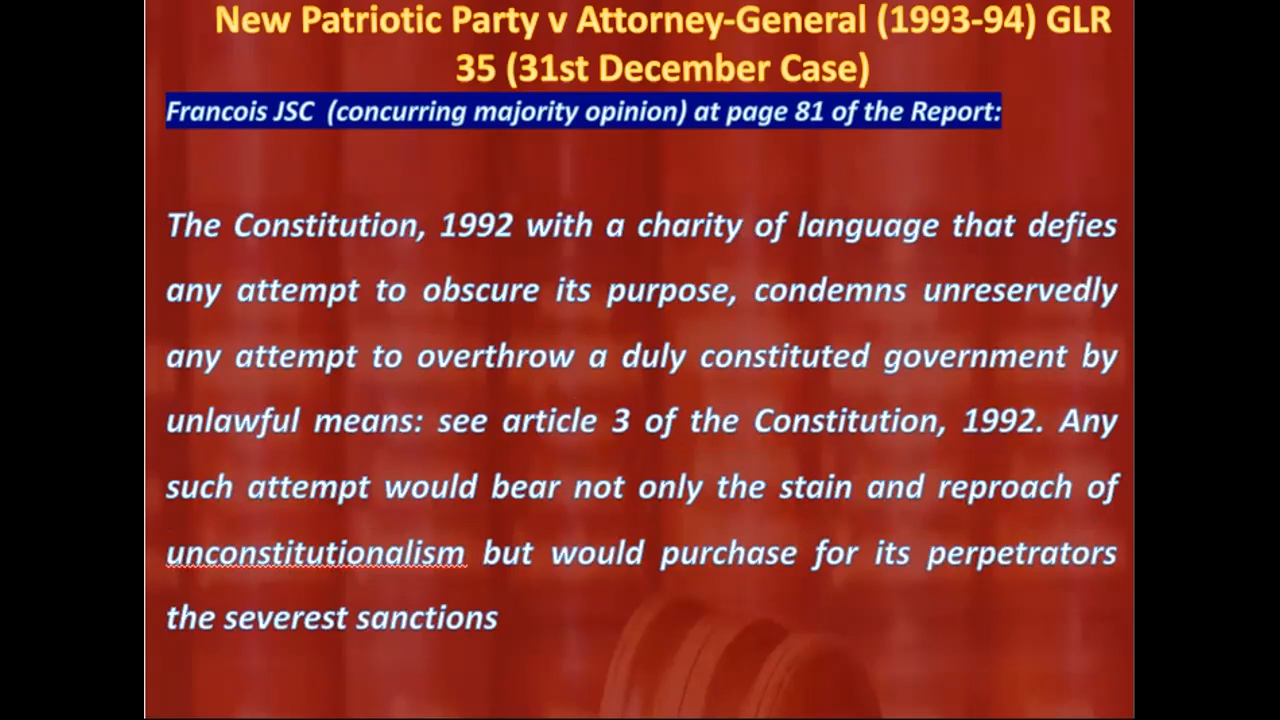 New Patriotic Party v Attorney-General (1993-94) GLR
35 (31st December Case)
Francois JSC (concurring majority opinion) at page 81 of the Report:
The Constitution, 1992 with a charity of language that defies
any attempt to obscure its purpose, condemns unreservedly
any attempt to overthrow a duly constituted government by
unlawful means: see article 3 of the Constitution, 1992. Any
such attempt would bear not only the stain and reproach of
unconstitutionalism but would purchase for its perpetrators
the severest sanctions